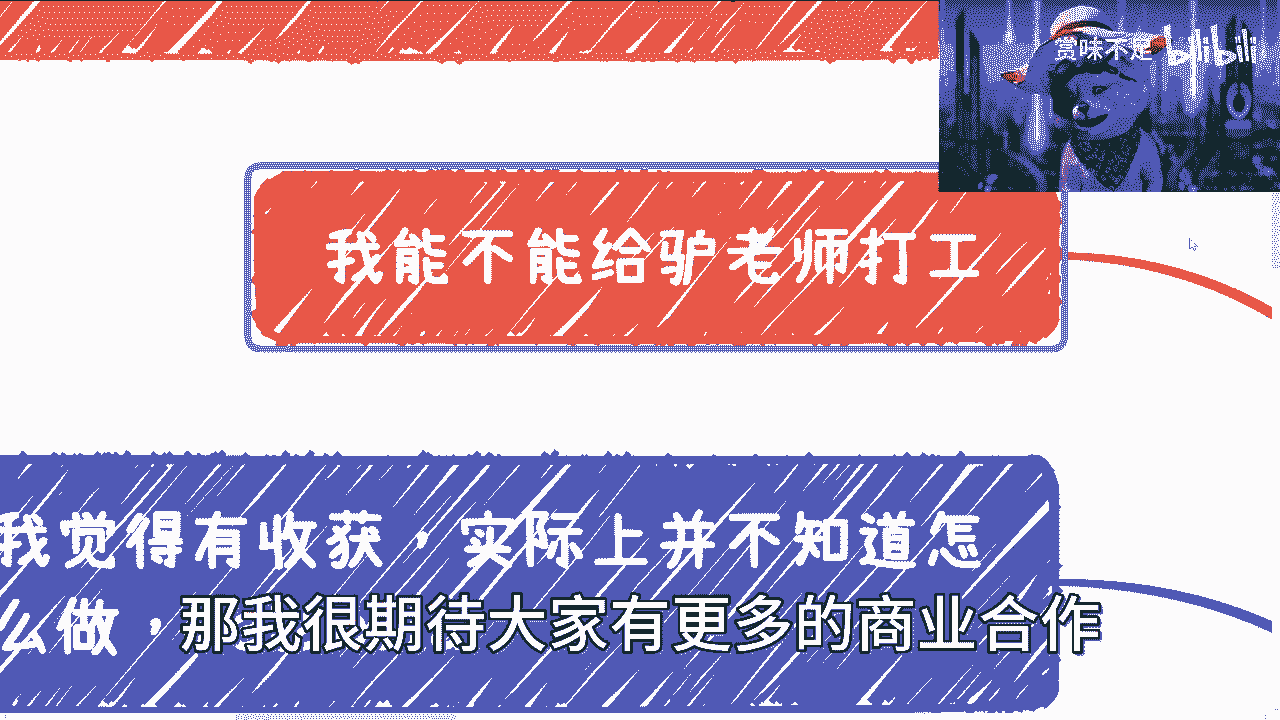 赏味不足 bilibili
我能不能给驴老师打工
我觉得有收获，实际上并不知道怎
么做，
那我很期待大家有更多的商业合作